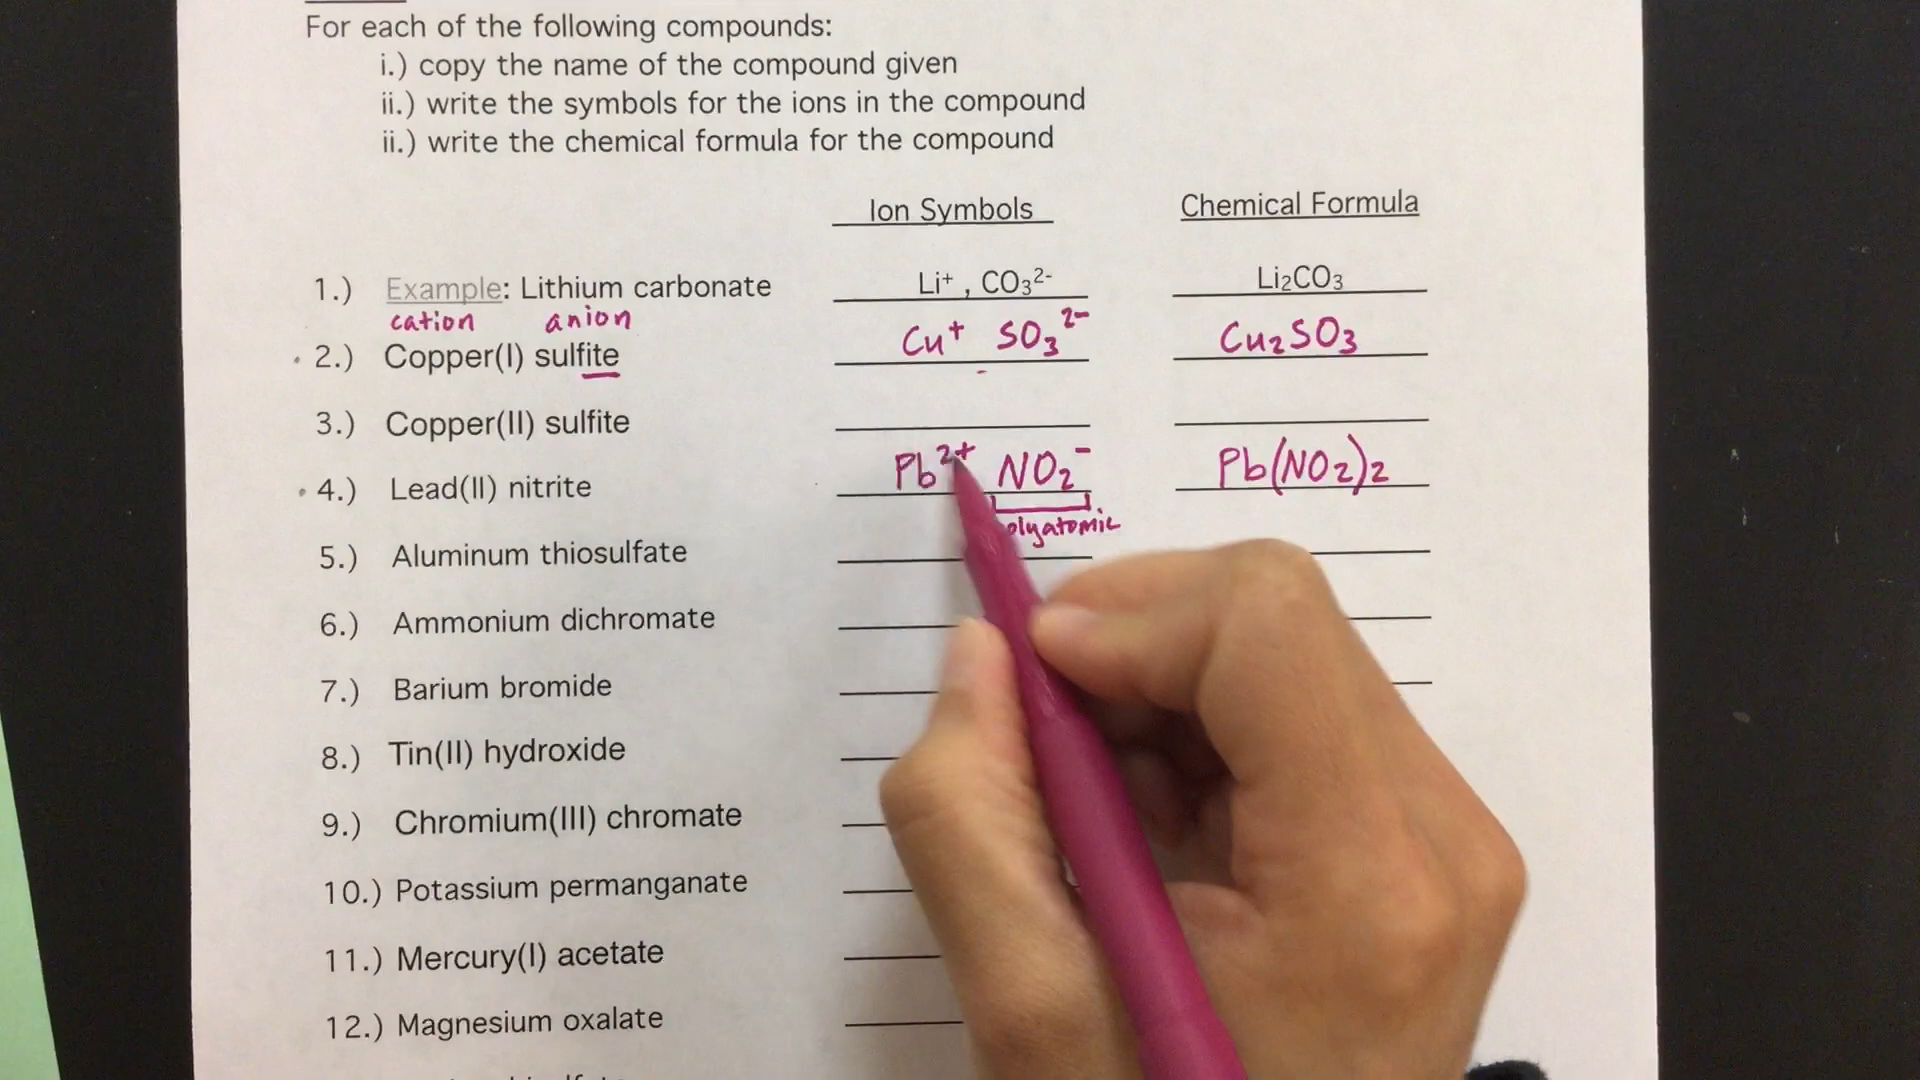 For each of the following compounds:
i.) copy the name of the compound given
ii.) write the symbols for the ions in the compound
ii.) write the chemical formula for the compound
Ion Symbols Chemical Formula
1.) Example: Lithium carbonate Li⁺ , CO₃²⁻ Li₂CO₃
cation anion
2.) Copper(I) sulfite Cu⁺ SO₃²⁻ Cu₂SO₃
3.) Copper(II) sulfite
4.) Lead(II) nitrite Pb²⁺ NO₂⁻ Pb(NO₂)₂
olyatomic
5.) Aluminum thiosulfate
6.) Ammonium dichromate
7.) Barium bromide
8.) Tin(II) hydroxide
9.) Chromium(III) chromate
10.) Potassium permanganate
11.) Mercury(I) acetate
12.) Magnesium oxalate